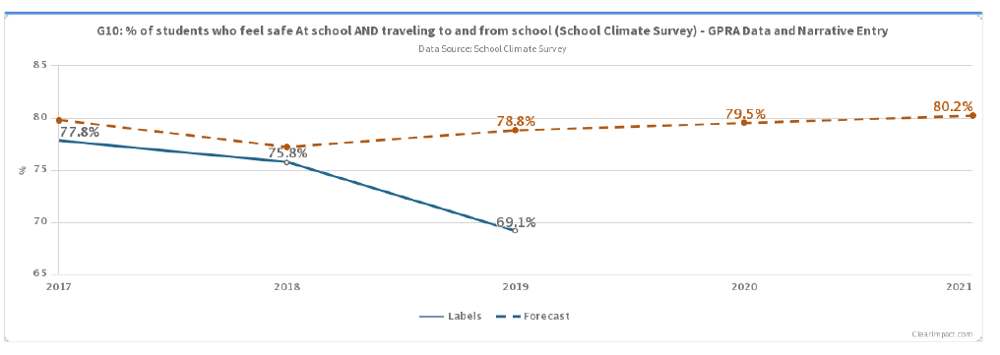 G10: % of students who feel safe At school AND traveling to and from school (School Climate Survey) - GPRA Data and Narrative Entry
Data Source: School Climate Survey
85
80
75
70
65
%
77.8%
75.8%
69.1%
78.8%
79.5%
80.2%
2017 2018 2019 2020 2021
Labels Forecast
ClearImpact.com